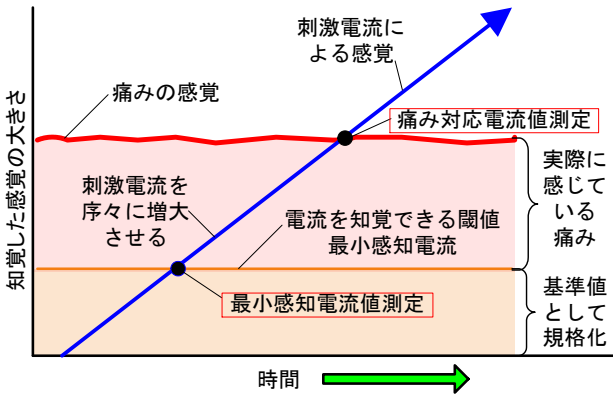 刺激電流に
よる感覚
痛みの感覚
痛み対応電流値測定
知覚した感覚の大きさ
実際に
感じて
いる
痛み
刺激電流を
序々に増大
させる
電流を知覚できる閾値
最小感知電流
最小感知電流値測定
基準値
として
規格化
時間